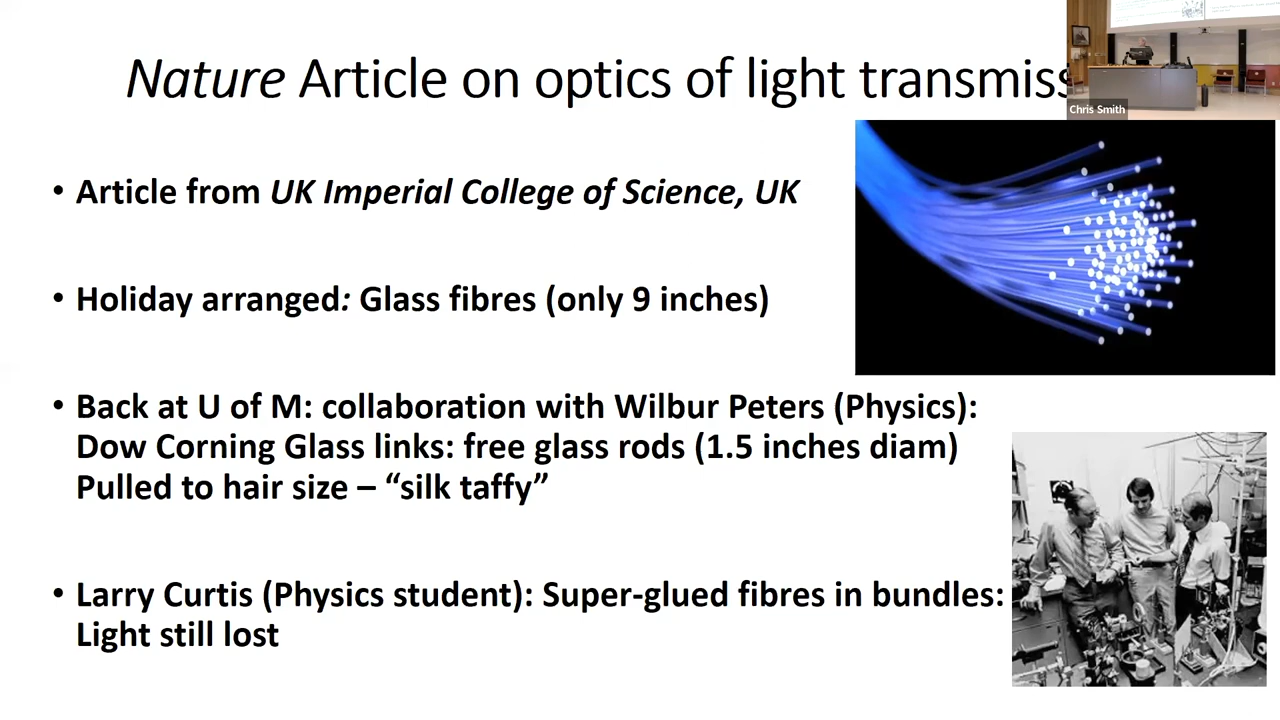 Nature Article on optics of light transmiss
Chris Smith
• Article from UK Imperial College of Science, UK
• Holiday arranged: Glass fibres (only 9 inches)
• Back at U of M: collaboration with Wilbur Peters (Physics):
Dow Corning Glass links: free glass rods (1.5 inches diam)
Pulled to hair size – “silk taffy”
• Larry Curtis (Physics student): Super-glued fibres in bundles:
Light still lost